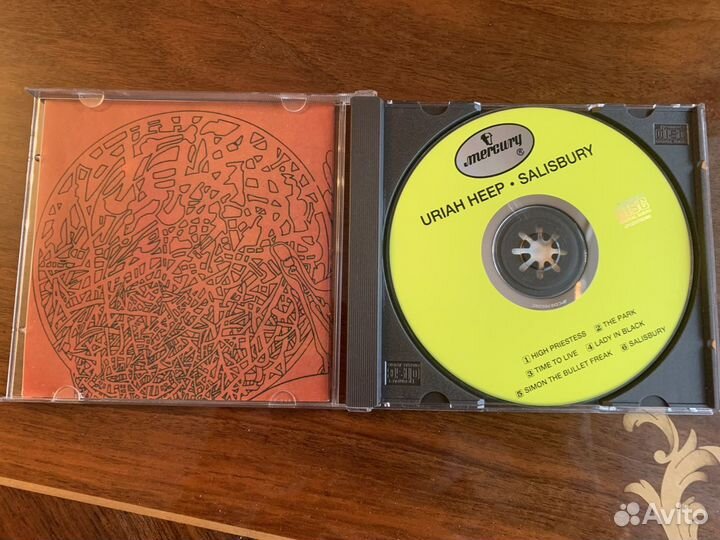 mercury®
URIAH HEEP • SALISBURY
DISC
1 HIGH PRIESTESS 2 THE PARK
3 TIME TO LIVE 4 LADY IN BLACK
5 SIMON THE BULLET FREAK 6 SALISBURY
Avito